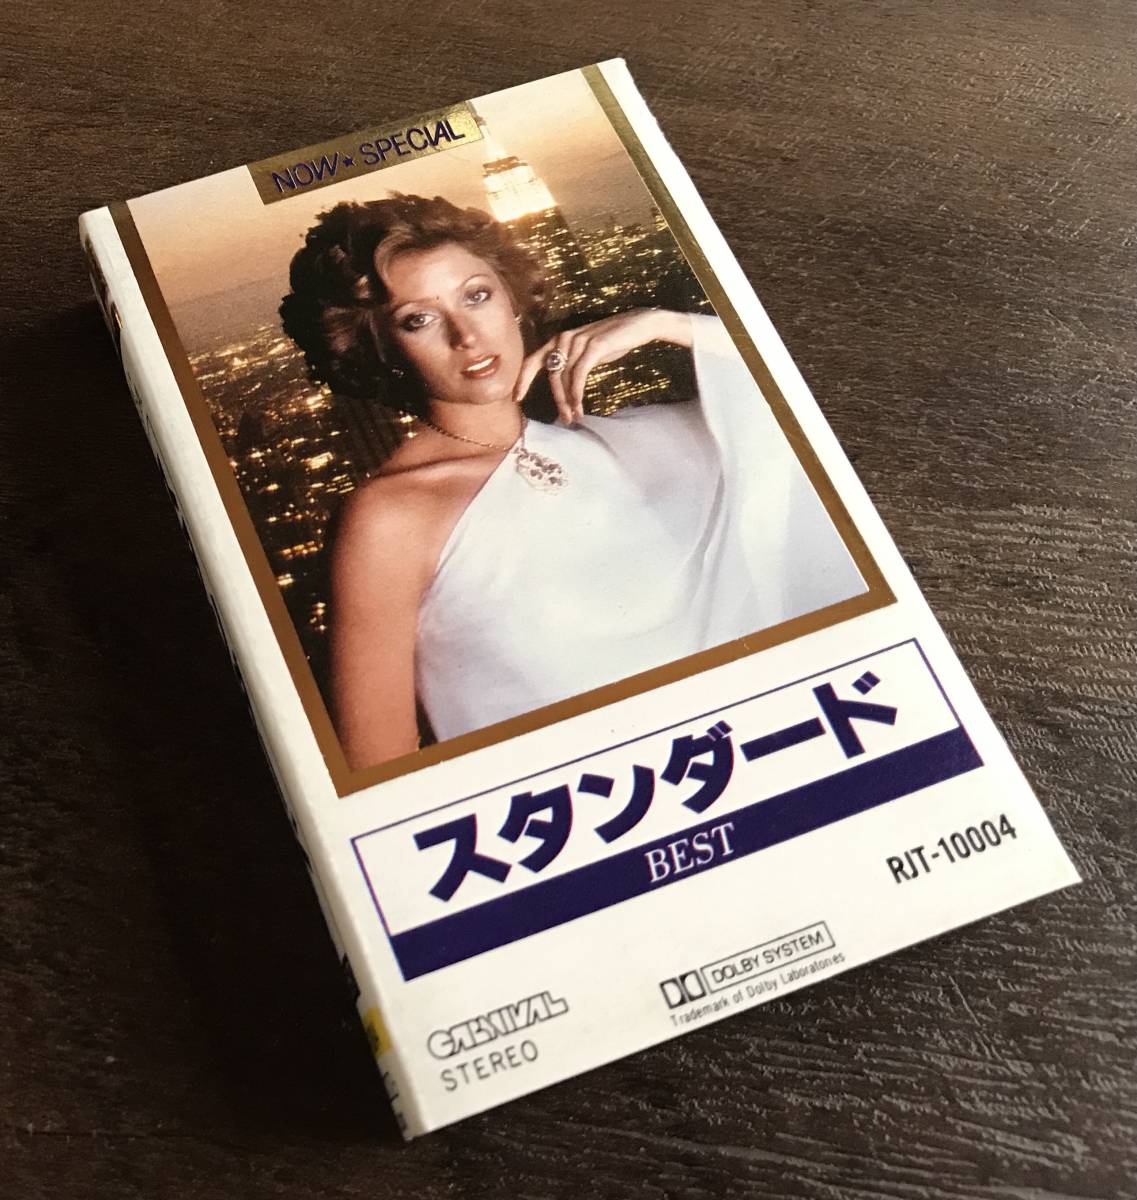 NOW★SPECIAL
スタンダード
BEST
RJT-10004
CARNIVAL
STEREO
DOLBY SYSTEM
Trademark of Dolby Laboratories